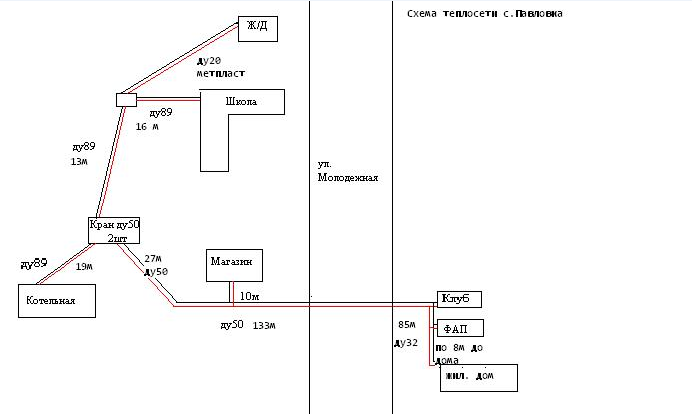 Схема теплосети с.Павловка
Ж/Д
ду20
метпласт
Школа
ду89
16 м
ду89
13м
ул.
Молодежная
Кран ду50
2шт
ду89
19м
27м
ду50
Магазин
Котельная
10м
Клуб
ду50 133м
85м
ФАП
ду32
по 8м до
дома
жил. дом